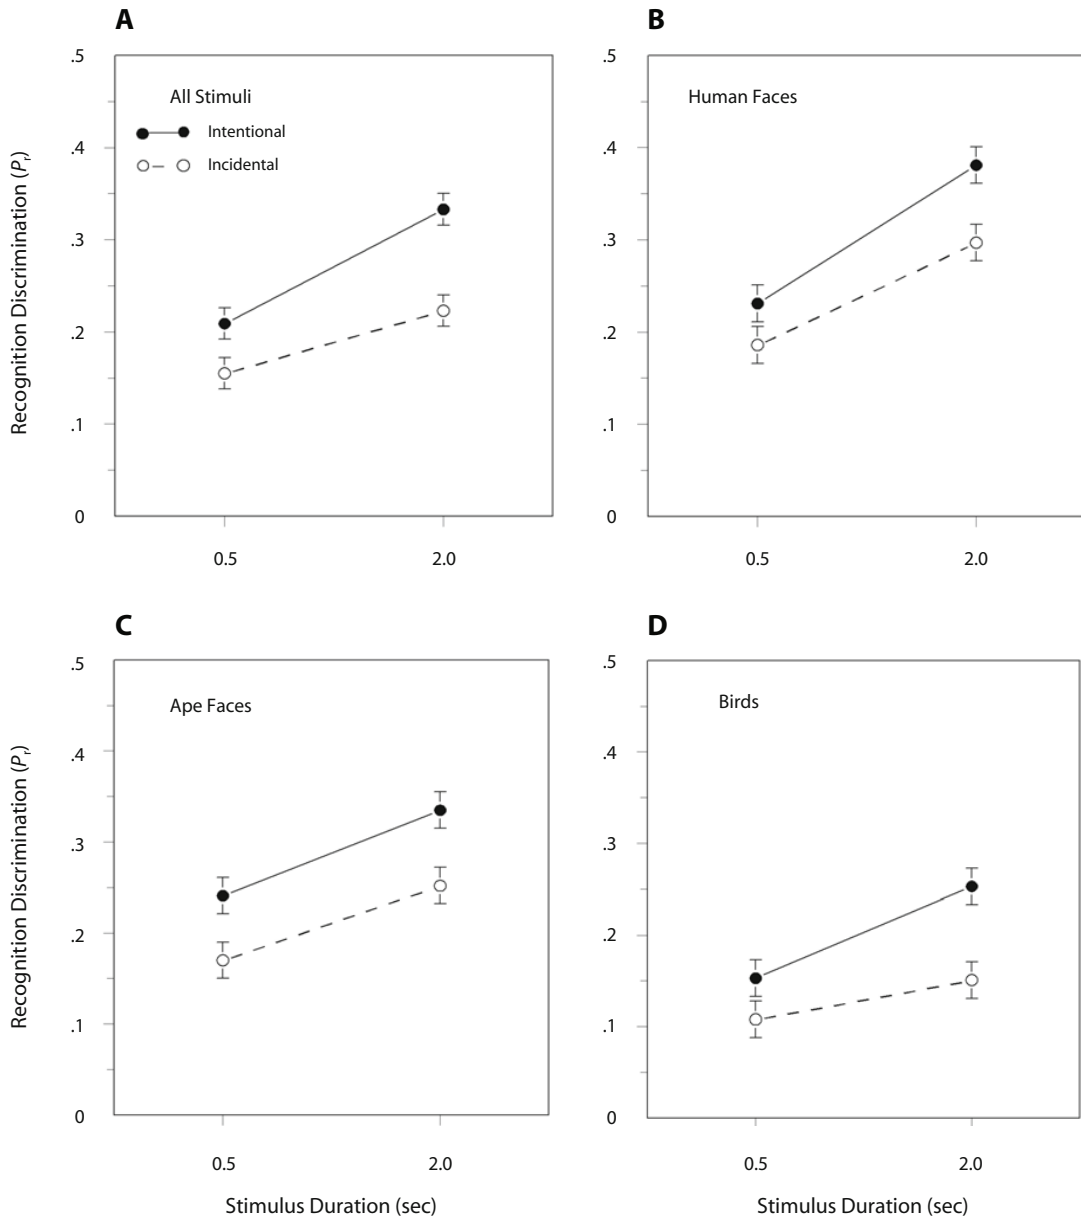 A
.5
.4
.3
.2
.1
0
All Stimuli
Intentional
Incidental
0.5 2.0
Recognition Discrimination (Pr)
B
.5
.4
.3
.2
.1
0
Human Faces
0.5 2.0
C
.5
.4
.3
.2
.1
0
Ape Faces
0.5 2.0
Stimulus Duration (sec)
Recognition Discrimination (Pr)
D
.5
.4
.3
.2
.1
0
Birds
0.5 2.0
Stimulus Duration (sec)